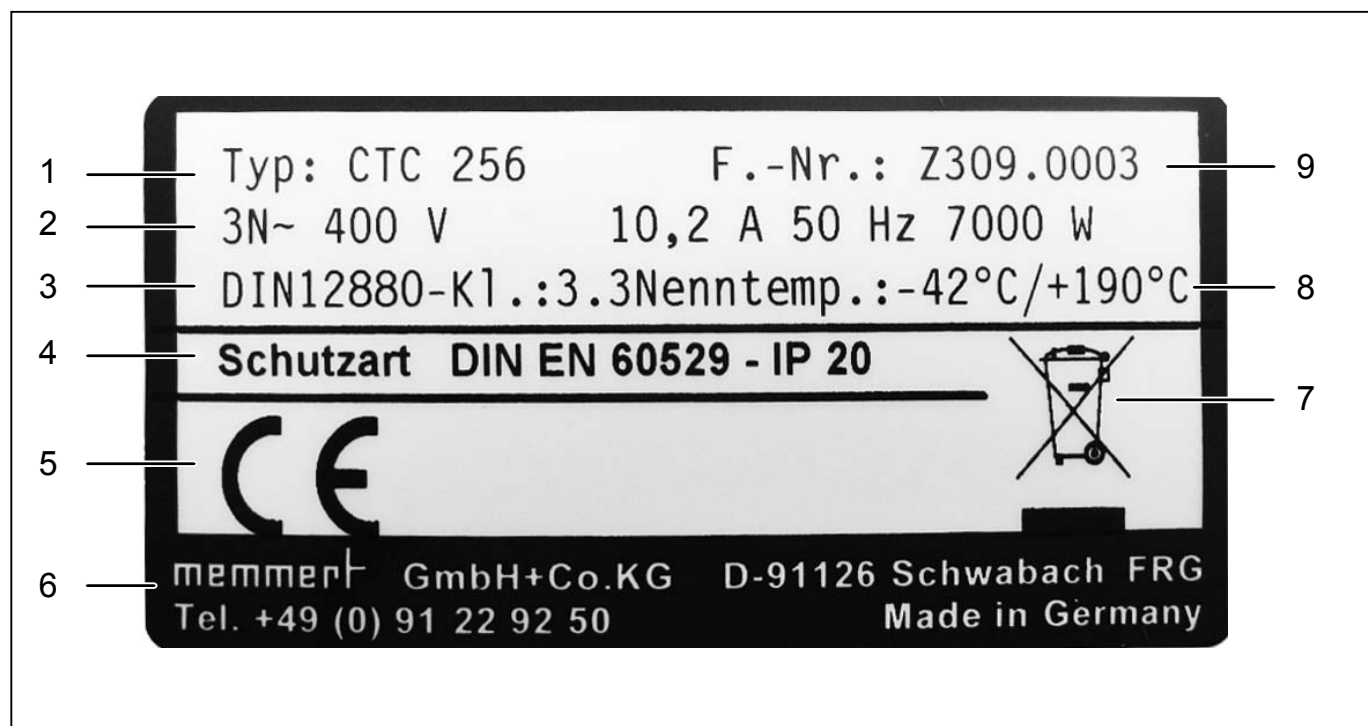 1 Typ: CTC 256 F.-Nr.: Z309.0003 9
2 3N~ 400 V 10,2 A 50 Hz 7000 W
3 DIN12880-Kl.:3.3Nenntemp.:-42°C/+190°C 8
4 Schutzart DIN EN 60529 - IP 20
7
5 CE
6 memmert GmbH+Co.KG D-91126 Schwabach FRG
Tel. +49 (0) 91 22 92 50 Made in Germany